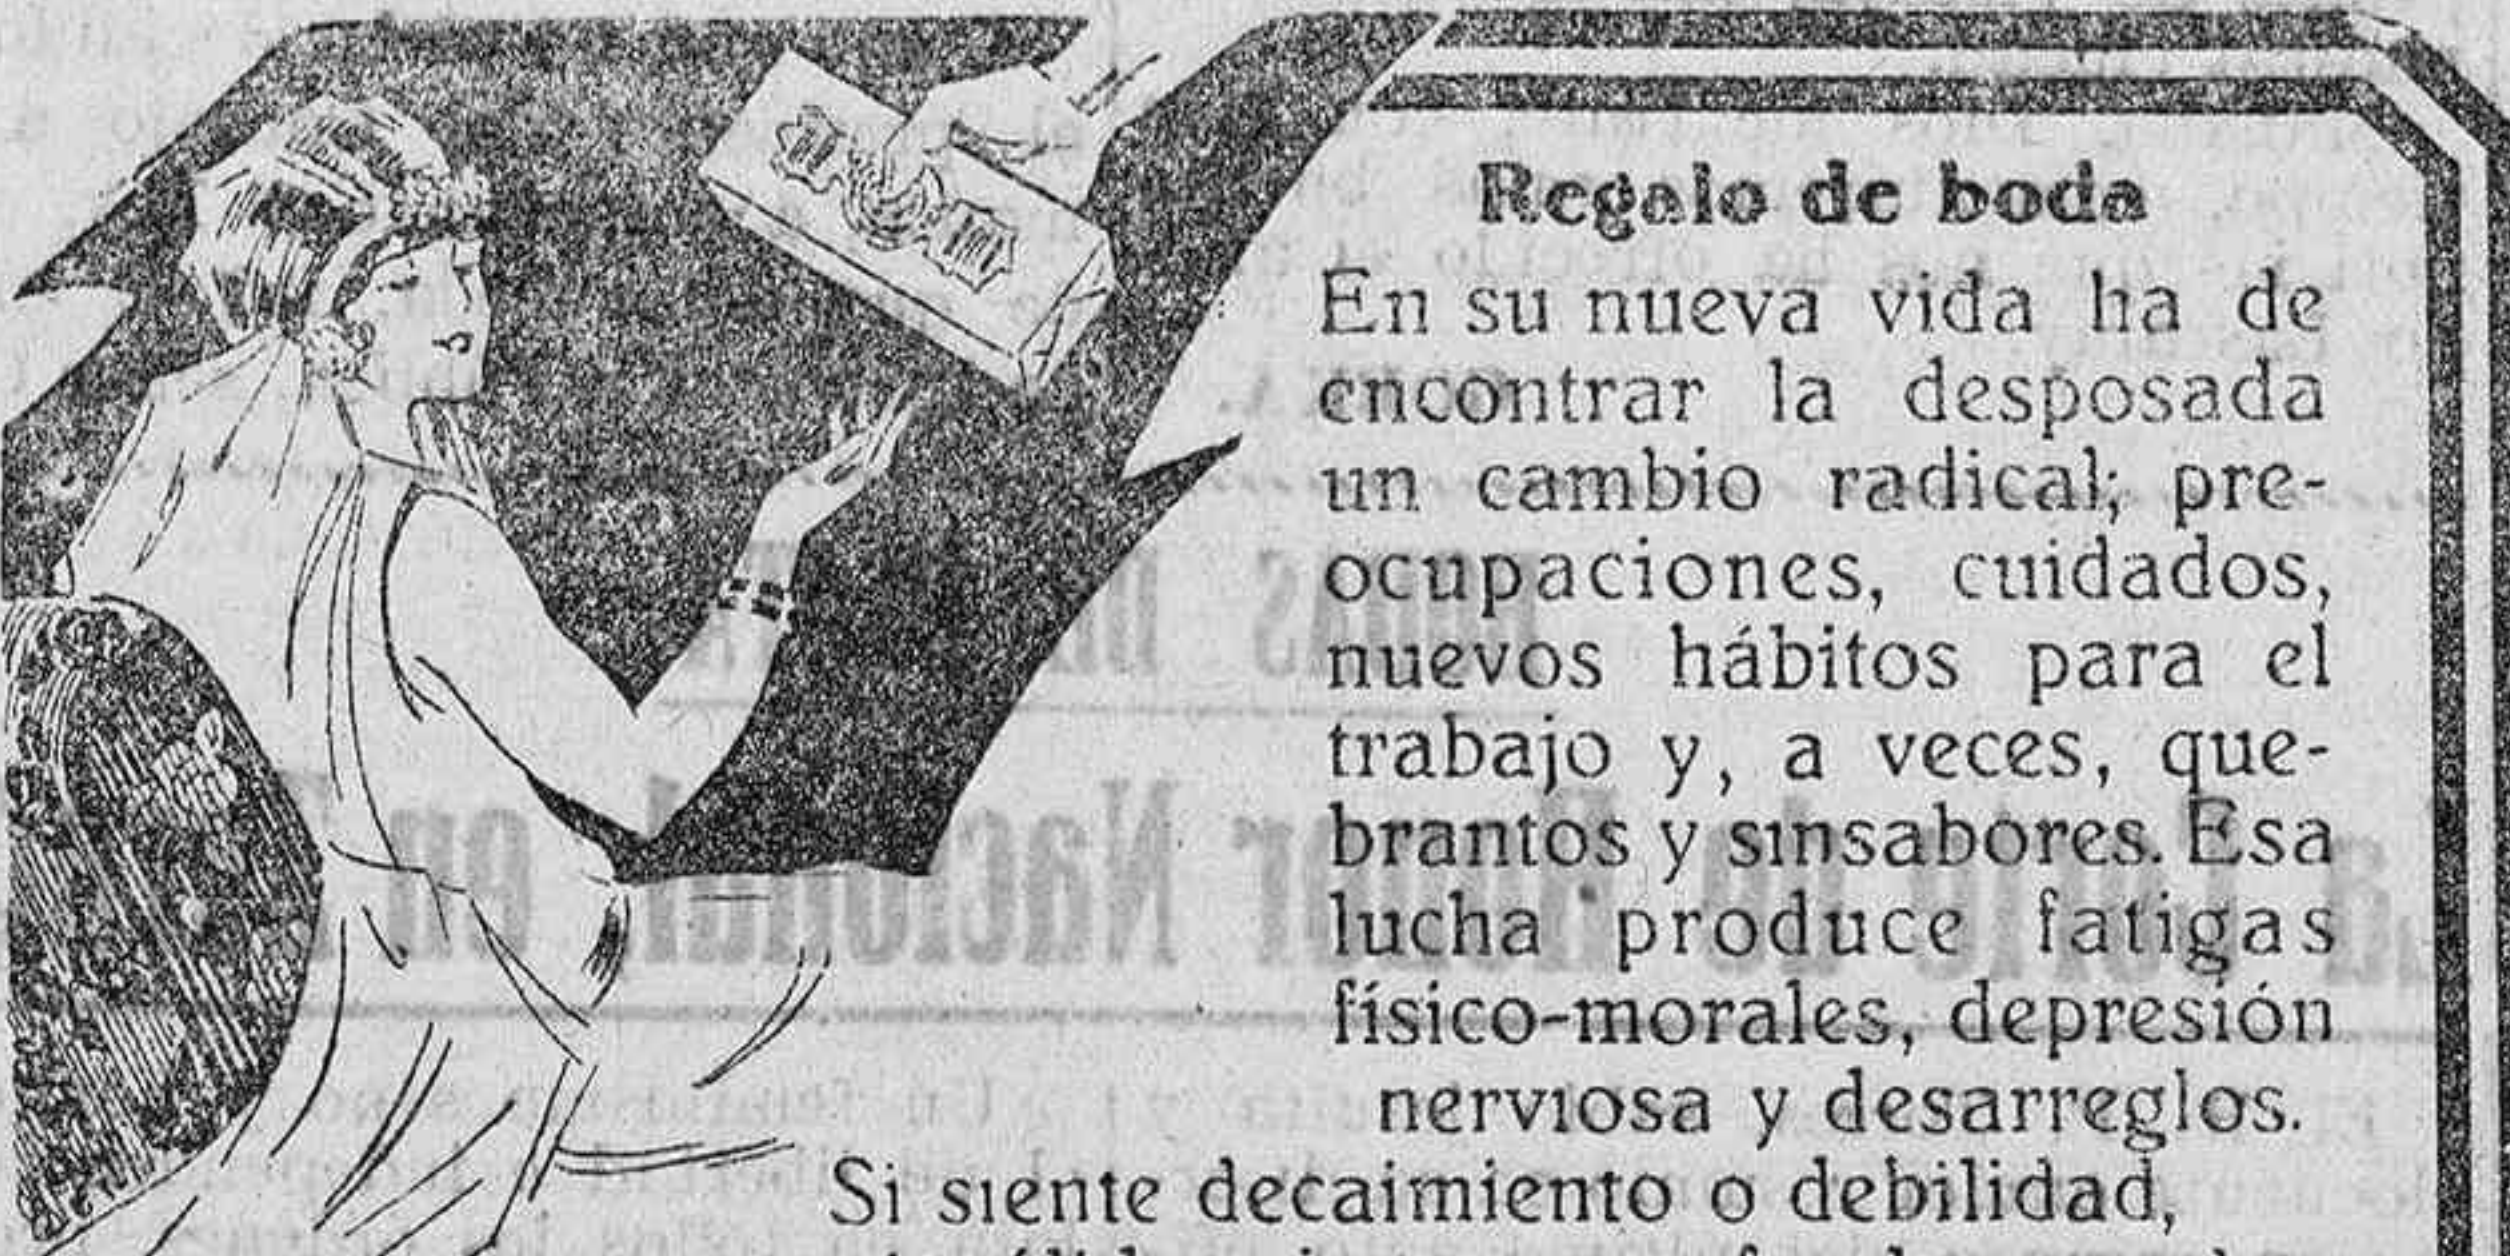 Regalo de boda
En su nueva vida ha de
encontrar la desposada
un cambio radical; pre-
ocupaciones, cuidados,
nuevos hábitos para el
trabajo y, a veces, que-
brantos y sinsabores. Esa
lucha produce fatigas
físico-morales, depresión
nerviosa y desarreglos.
Si siente decaimiento o debilidad,